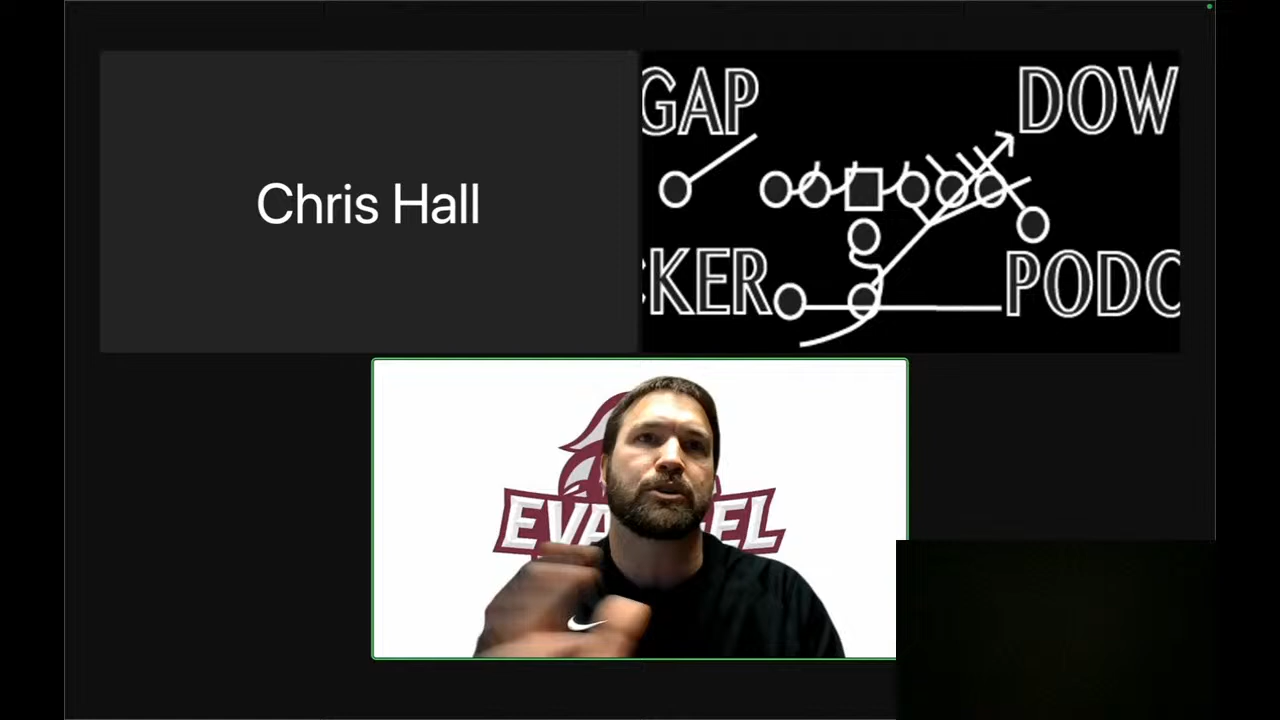 Chris Hall
GAP
DOW
KER
PODC
EVA EL